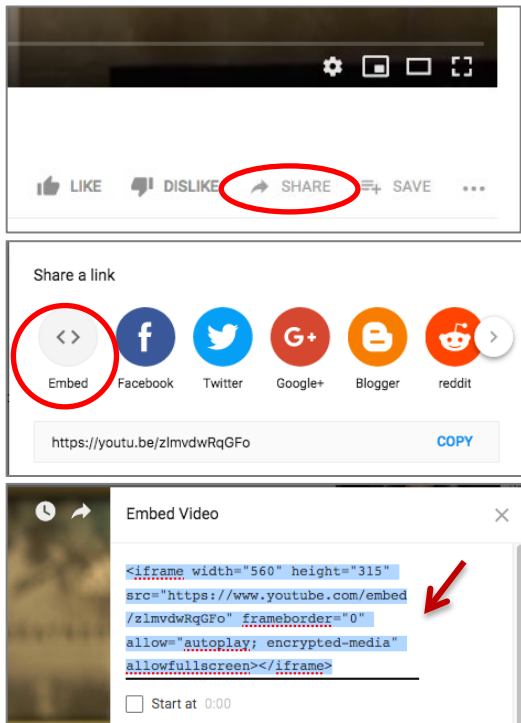 LIKE DISLIKE SHARE SAVE
Share a link
Embed Facebook Twitter Google+ Blogger reddit
https://youtu.be/zlmvdwRqGFo COPY
Embed Video
<iframe width="560" height="315"
src="https://www.youtube.com/embed
/zlmvdwRqGFo" frameborder="0"
allow="autoplay; encrypted-media"
allowfullscreen></iframe>
Start at 0:00